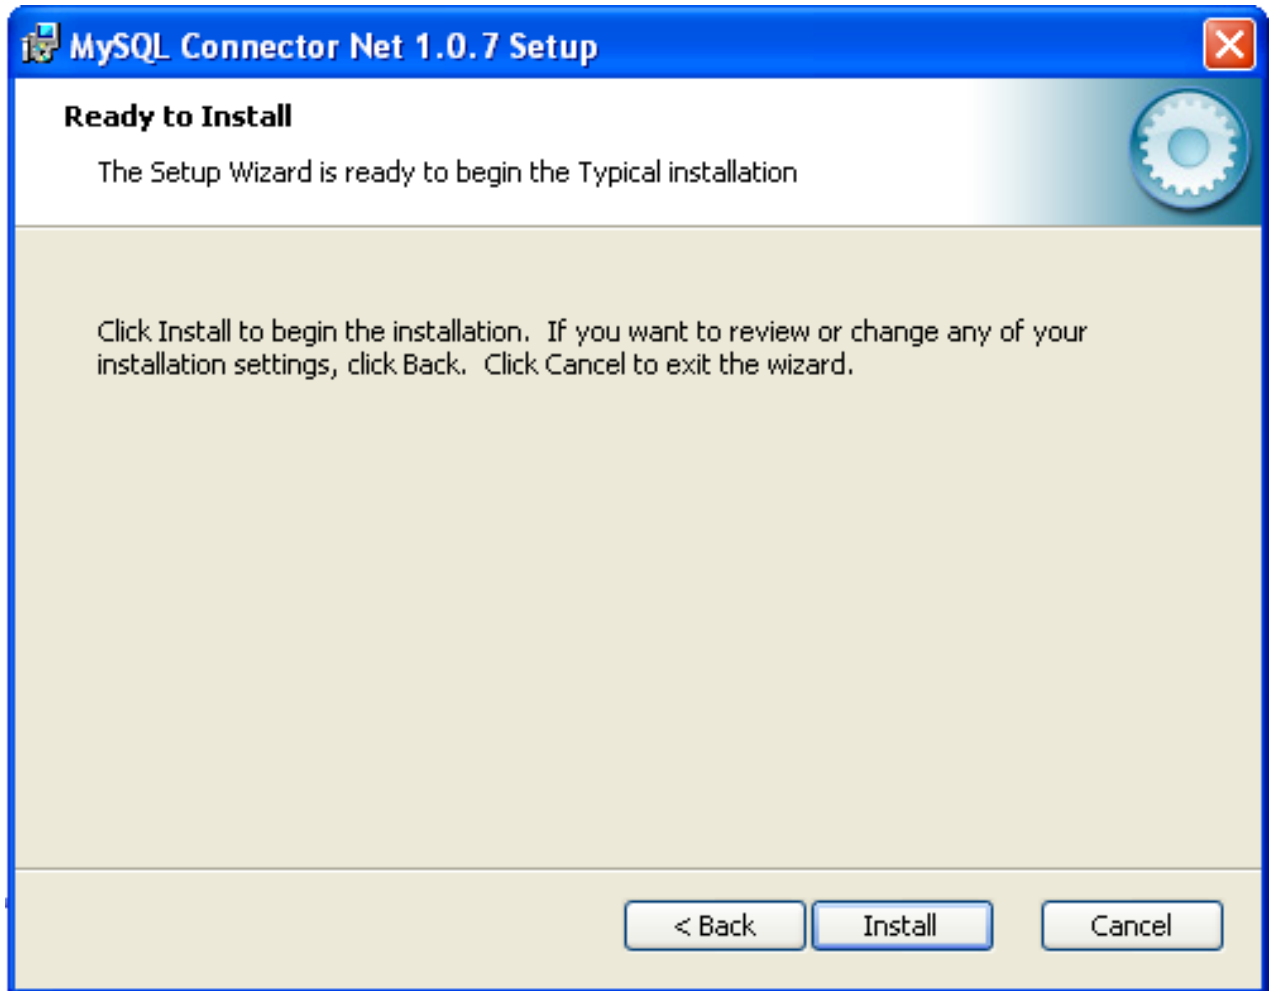 MySQL Connector Net 1.0.7 Setup
Ready to Install
The Setup Wizard is ready to begin the Typical installation
Click Install to begin the installation.  If you want to review or change any of your
installation settings, click Back.  Click Cancel to exit the wizard.
< Back Install Cancel